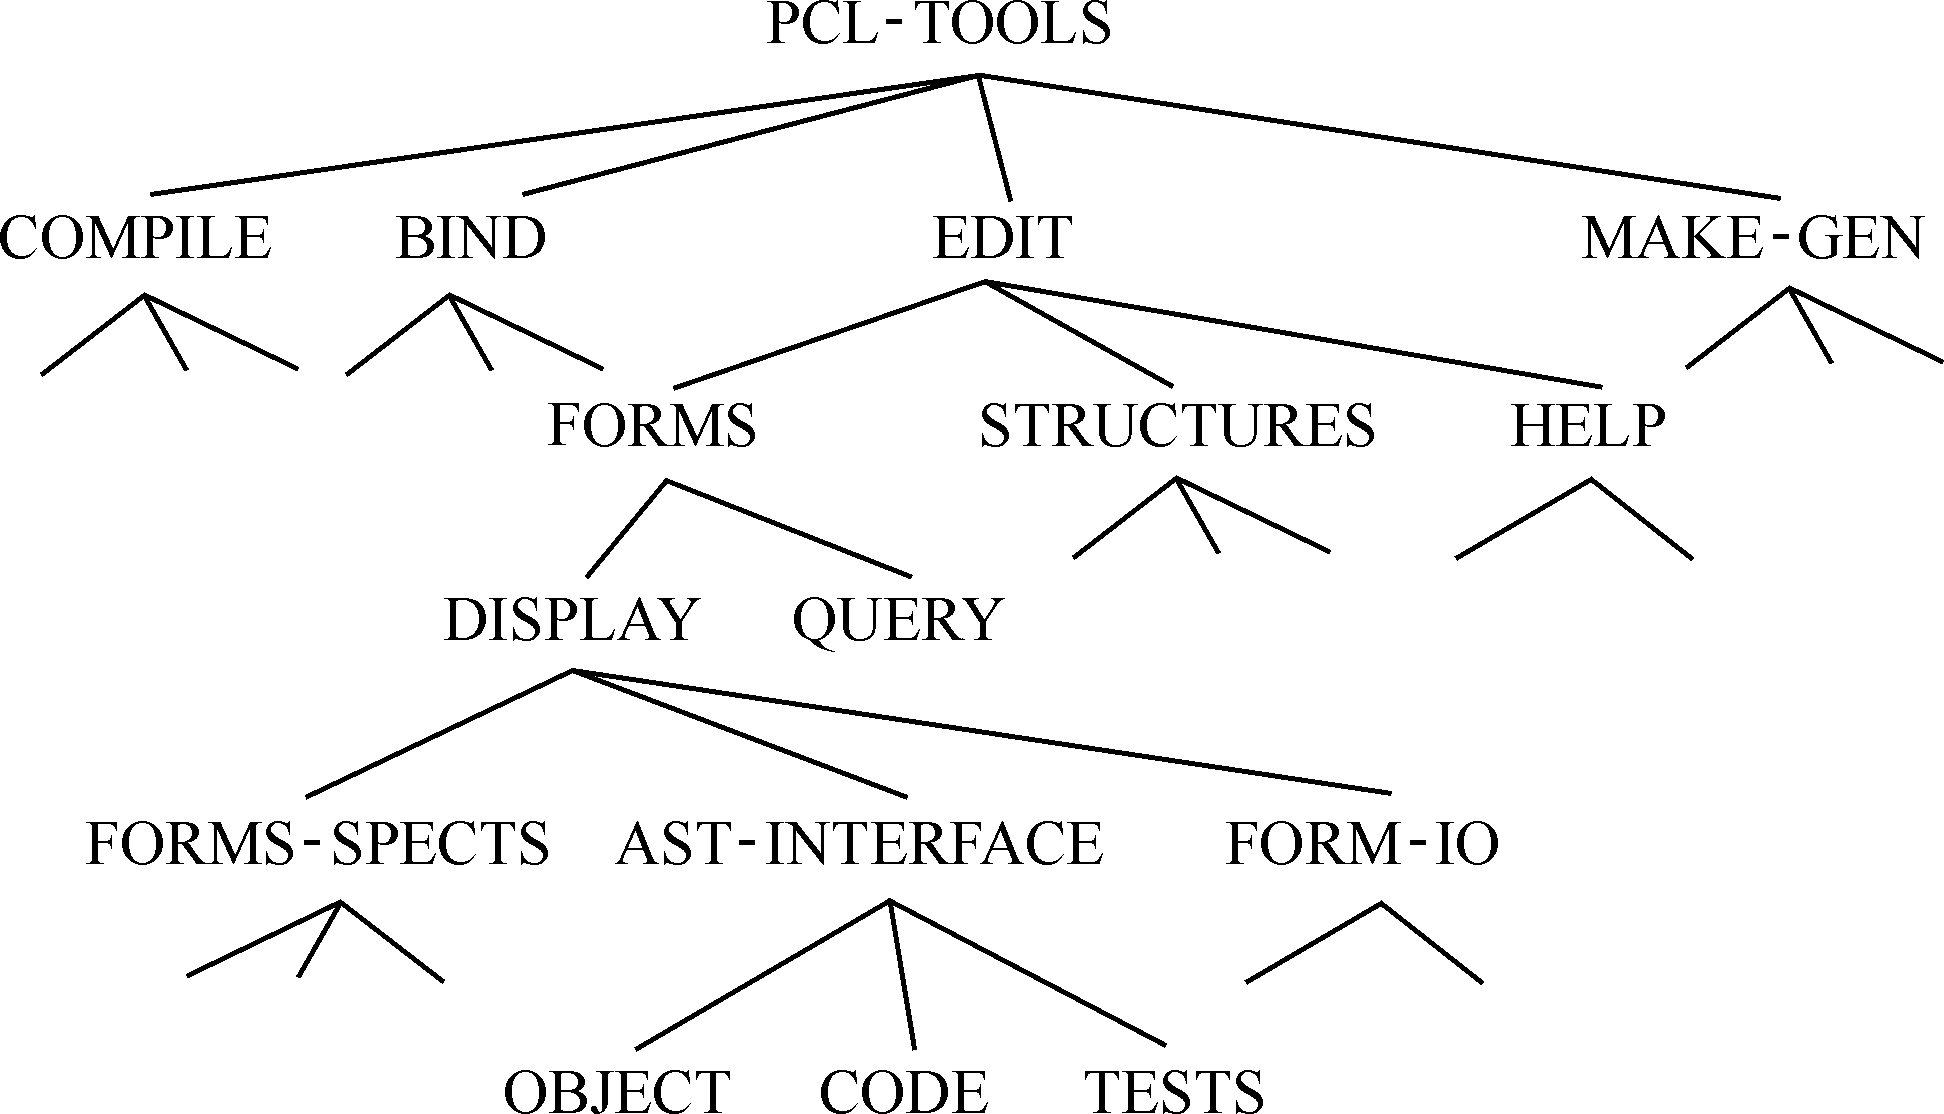 PCL-TOOLS
COMPILE BIND EDIT MAKE-GEN
FORMS STRUCTURES HELP
DISPLAY QUERY
FORMS-SPECTS AST-INTERFACE FORM-IO
OBJECT CODE TESTS